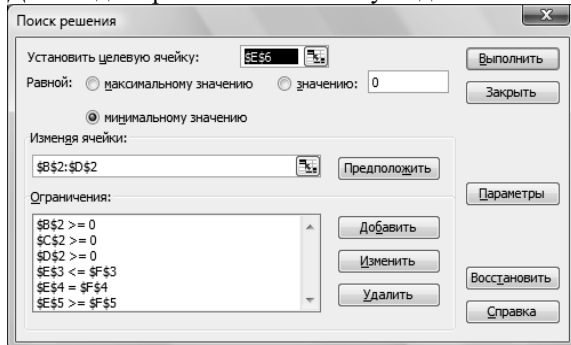 Поиск решения
Установить целевую ячейку: $E$6
Выполнить
Равной: максимальному значению значению: 0
Закрыть
минимальному значению
Изменяя ячейки:
$B$2:$D$2 Предположить
Параметры
Ограничения:
$B$2 >= 0
$C$2 >= 0
$D$2 >= 0
$E$3 <= $F$3
$E$4 = $F$4
$E$5 >= $F$5
Добавить
Изменить
Удалить
Восстановить
Справка